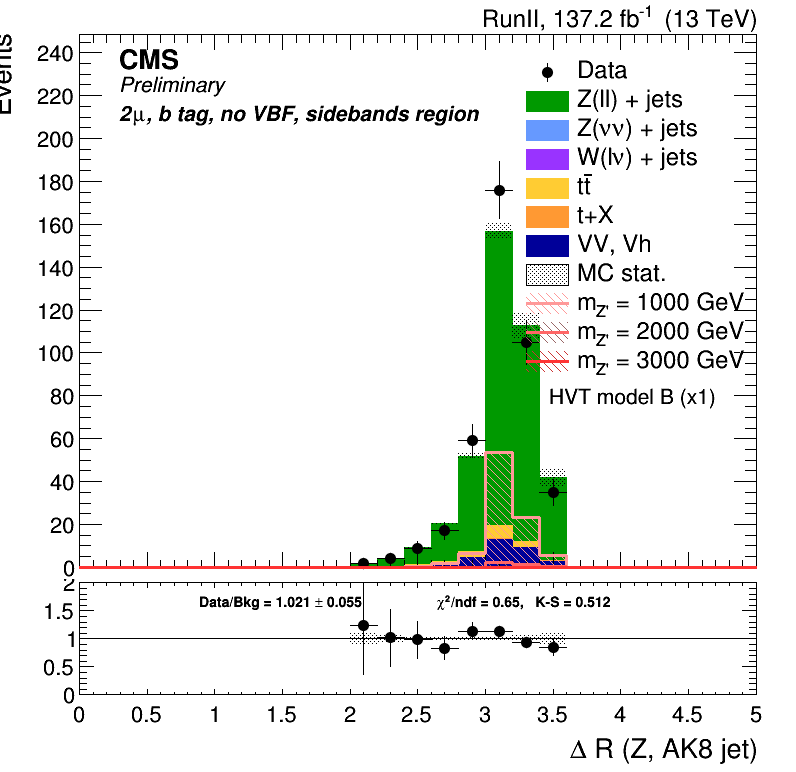 RunII, 137.2 fb-1 (13 TeV)
Events
CMS
Preliminary
2μ, b tag, no VBF, sidebands region
Data
Z(ll) + jets
Z(νν) + jets
W(lν) + jets
tt̄
t+X
VV, Vh
MC stat.
mZ' = 1000 GeV
mZ' = 2000 GeV
mZ' = 3000 GeV
HVT model B (x1)
240
220
200
180
160
140
120
100
80
60
40
20
0
Data/Bkg = 1.021 ± 0.055
χ2/ndf = 0.65, K-S = 0.512
2
1.5
1
0.5
0
0 0.5 1 1.5 2 2.5 3 3.5 4 4.5 5
Δ R (Z, AK8 jet)